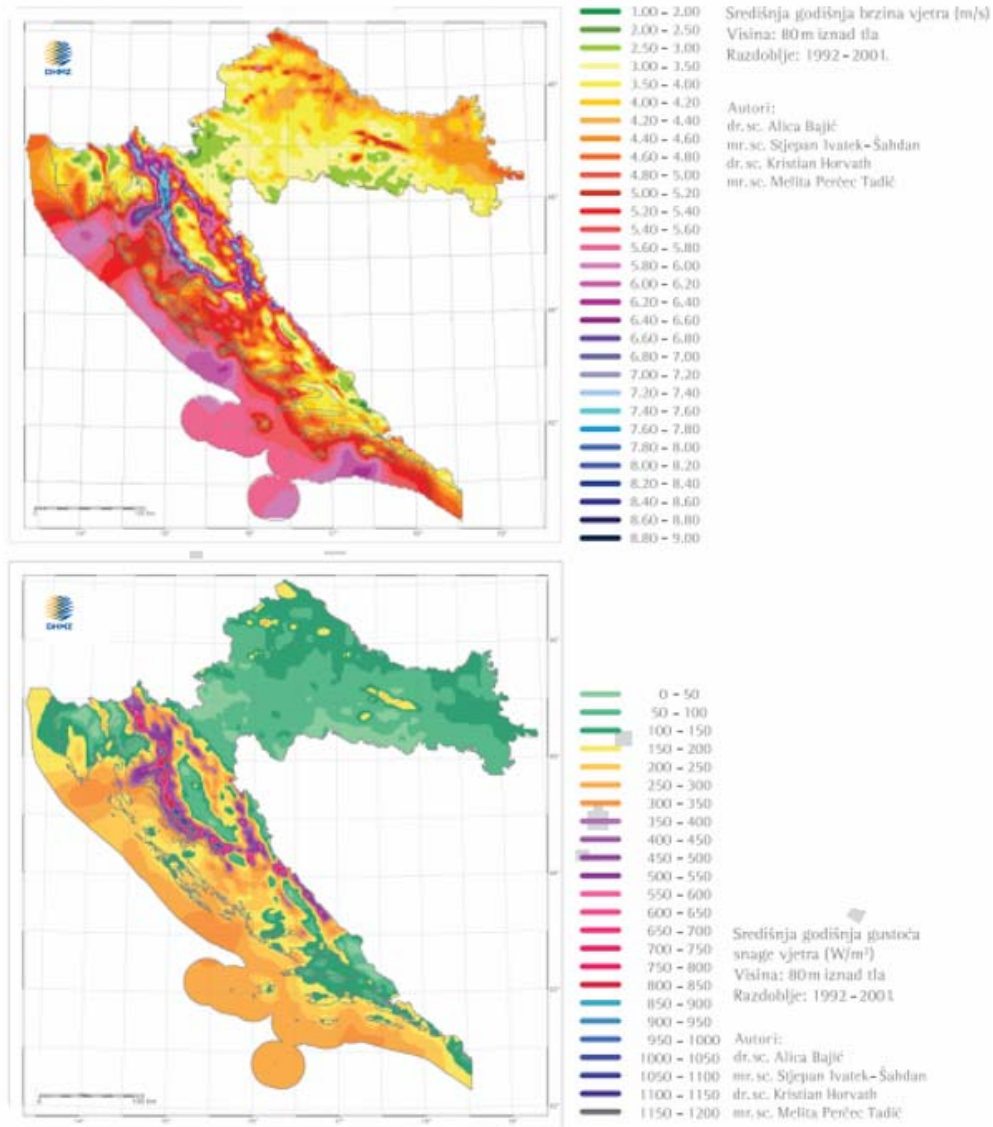 DHMZ
1.00 - 2.00
2.00 - 2.50
2.50 - 3.00
3.00 - 3.50
3.50 - 4.00
4.00 - 4.20
4.20 - 4.40
4.40 - 4.60
4.60 - 4.80
4.80 - 5.00
5.00 - 5.20
5.20 - 5.40
5.40 - 5.60
5.60 - 5.80
5.80 - 6.00
6.00 - 6.20
6.20 - 6.40
6.40 - 6.60
6.60 - 6.80
6.80 - 7.00
7.00 - 7.20
7.20 - 7.40
7.40 - 7.60
7.60 - 7.80
7.80 - 8.00
8.00 - 8.20
8.20 - 8.40
8.40 - 8.60
8.60 - 8.80
8.80 - 9.00
Središnja godišnja brzina vjetra (m/s)
Visina: 80m iznad tla
Razdoblje: 1992-2001.
Autori:
dr.sc. Alica Bajić
mr.sc. Stjepan Ivatek-Šahdan
dr.sc. Kristian Horvath
mr.sc. Melita Perčec Tadić
DHMZ
0 - 50
50 - 100
100 - 150
150 - 200
200 - 250
250 - 300
300 - 350
350 - 400
400 - 450
450 - 500
500 - 550
550 - 600
600 - 650
650 - 700
700 - 750
750 - 800
800 - 850
850 - 900
900 - 950
950 - 1000
1000 - 1050
1050 - 1100
1100 - 1150
1150 - 1200
Središnja godišnja gustoća
snage vjetra (W/m²)
Visina: 80m iznad tla
Razdoblje: 1992-2001
Autori:
dr.sc. Alica Bajić
mr.sc. Stjepan Ivatek-Šahdan
dr.sc. Kristian Horvath
mr.sc. Melita Perčec Tadić